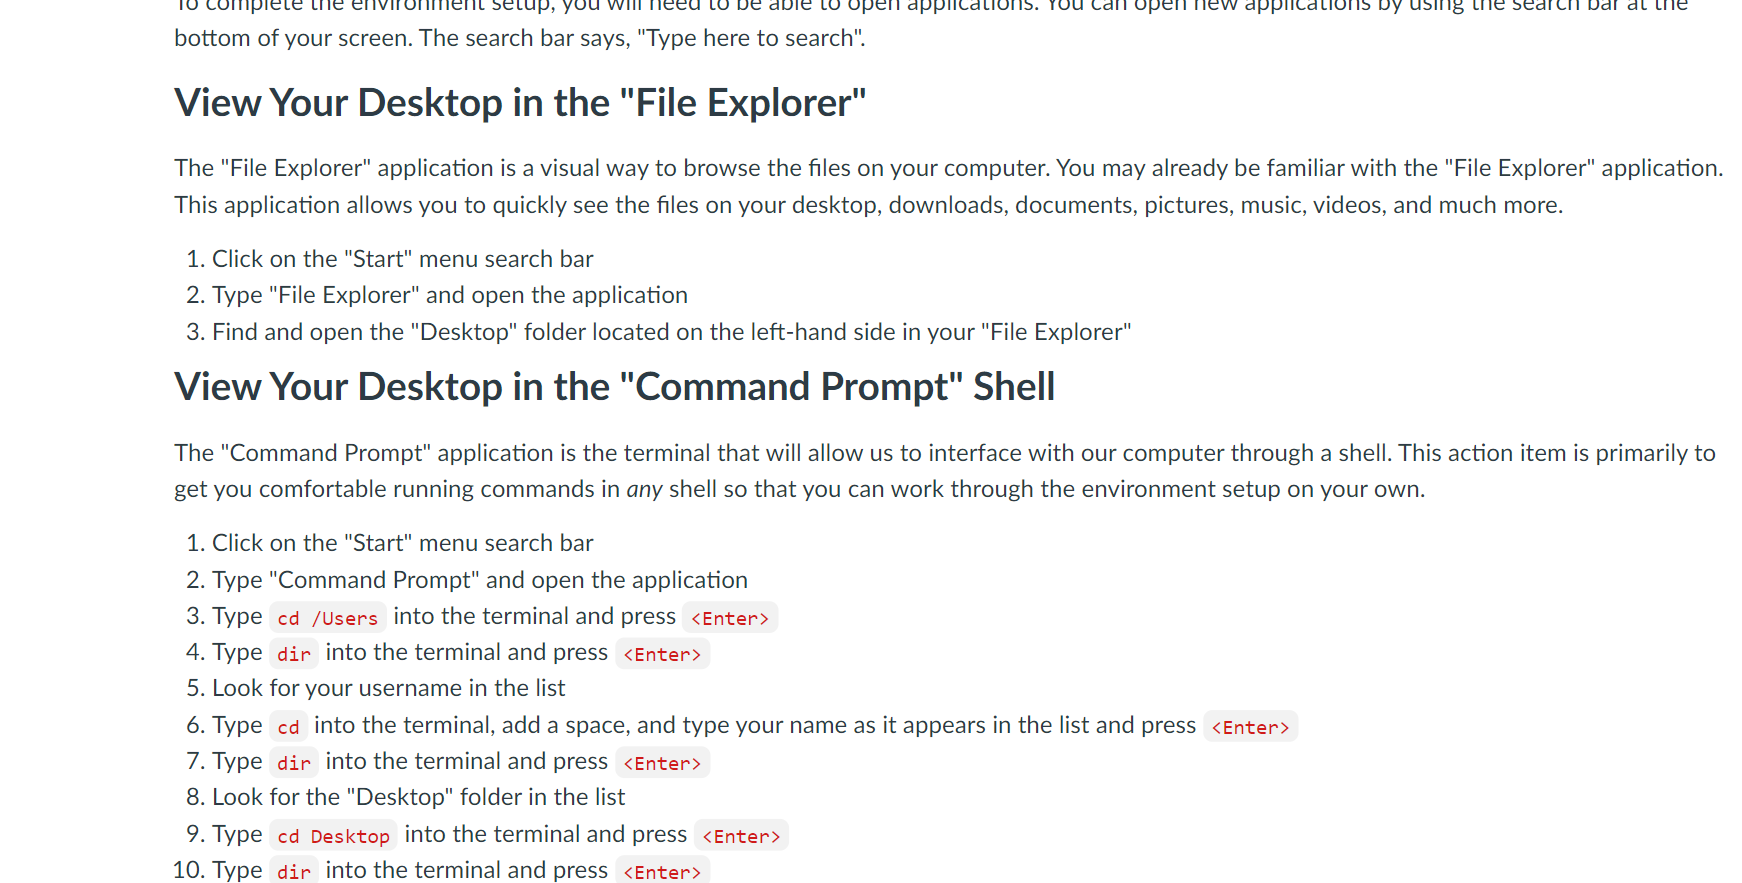 To complete the environment setup, you will need to be able to open applications. You can open new applications by using the search bar at the
bottom of your screen. The search bar says, "Type here to search".
View Your Desktop in the "File Explorer"
The "File Explorer" application is a visual way to browse the files on your computer. You may already be familiar with the "File Explorer" application.
This application allows you to quickly see the files on your desktop, downloads, documents, pictures, music, videos, and much more.
1. Click on the "Start" menu search bar
2. Type "File Explorer" and open the application
3. Find and open the "Desktop" folder located on the left-hand side in your "File Explorer"
View Your Desktop in the "Command Prompt" Shell
The "Command Prompt" application is the terminal that will allow us to interface with our computer through a shell. This action item is primarily to
get you comfortable running commands in any shell so that you can work through the environment setup on your own.
1. Click on the "Start" menu search bar
2. Type "Command Prompt" and open the application
3. Type cd /Users into the terminal and press <Enter>
4. Type dir into the terminal and press <Enter>
5. Look for your username in the list
6. Type cd into the terminal, add a space, and type your name as it appears in the list and press <Enter>
7. Type dir into the terminal and press <Enter>
8. Look for the "Desktop" folder in the list
9. Type cd Desktop into the terminal and press <Enter>
10. Type dir into the terminal and press <Enter>